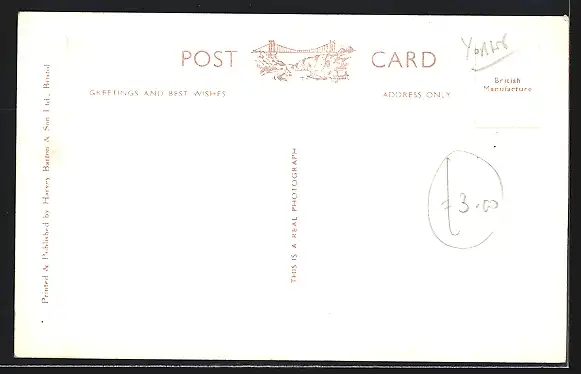 POST CARD
Yorks
British
Manufacture
GREETINGS AND BEST WISHES
ADDRESS ONLY
Printed & Published by Harvey Barton & Son Ltd., Bristol
THIS IS A REAL PHOTOGRAPH
£3.00